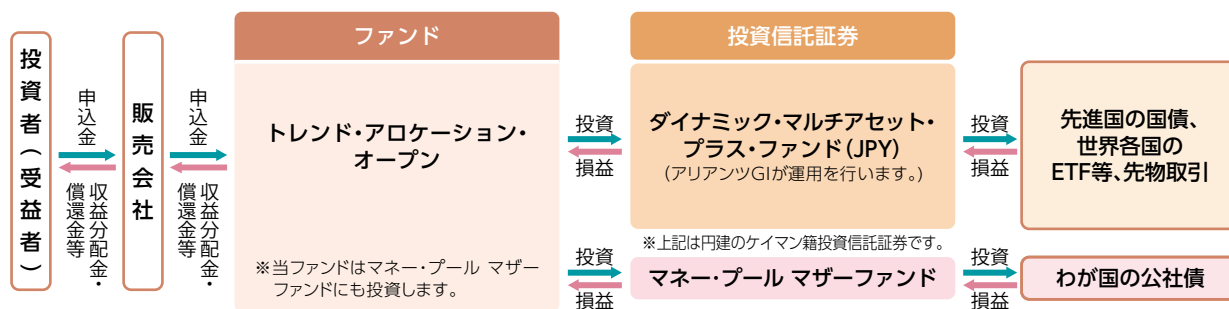 投資者(受益者)
申込金
収益分配金・
償還金等
販売会社
申込金
収益分配金・
償還金等
ファンド
トレンド・アロケーション・
オープン
※当ファンドはマネー・プール マザー
ファンドにも投資します。
投資
損益
投資
損益
投資信託証券
ダイナミック・マルチアセット・
プラス・ファンド(JPY)
(アリアンツGIが運用を行います。)
※上記は円建のケイマン籍投資信託証券です。
マネー・プール マザーファンド
投資
損益
投資
損益
先進国の国債、
世界各国の
ETF等、先物取引
わが国の公社債